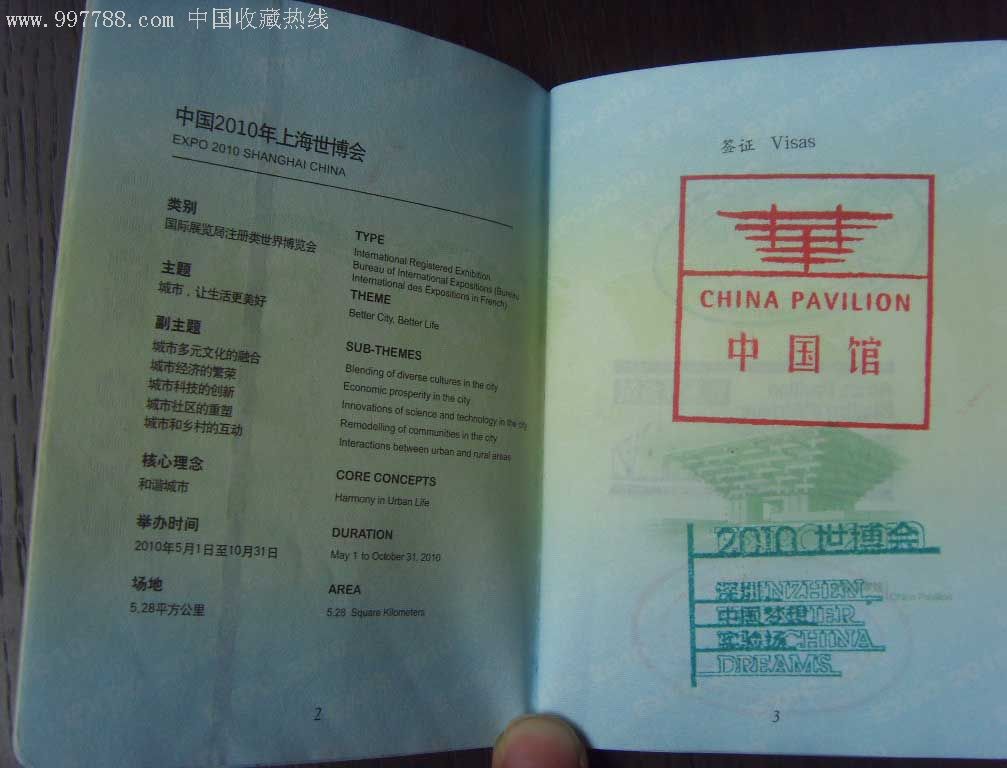 www.997788.com 中国收藏热线
中国2010年上海世博会
EXPO 2010 SHANGHAI CHINA
类别
国际展览局注册类世界博览会
主题
城市，让生活更美好
副主题
城市多元文化的融合
城市经济的繁荣
城市科技的创新
城市社区的重塑
城市和乡村的互动
核心理念
和谐城市
举办时间
2010年5月1日至10月31日
场地
5.28平方公里
TYPE
International Registered Exhibition
Bureau of International Expositions (Bureau
International des Expositions in French)
THEME
Better City, Better Life
SUB-THEMES
Blending of diverse cultures in the city
Economic prosperity in the city
Innovations of science and technology in the city
Remodelling of communities in the city
Interactions between urban and rural areas
CORE CONCEPTS
Harmony in Urban Life
DURATION
May 1 to October 31, 2010
AREA
5.28 Square Kilometers
2
签证 Visas
CHINA PAVILION
中国馆
2010 世博会
深圳
中国梦想
实验场CHINA
DREAMS
China Pavilion
3